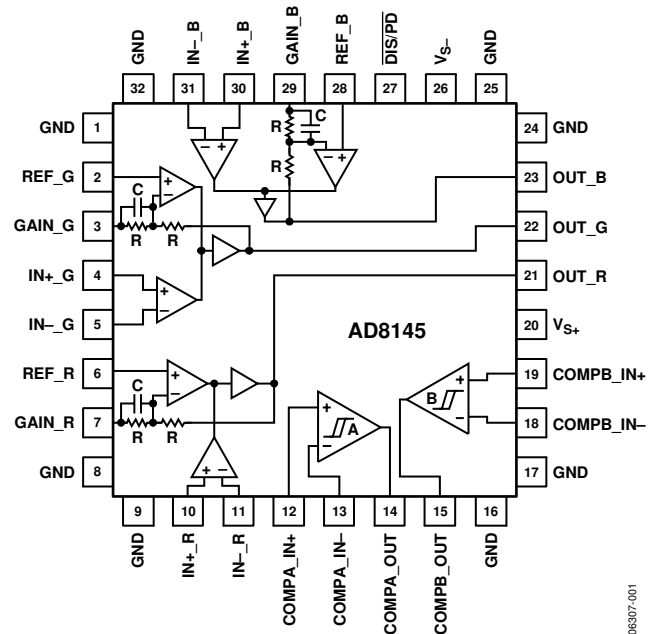 GND
IN–_B
IN+_B
GAIN_B
REF_B
DIS/PD
VS–
GND
32
31
30
29
28
27
26
25
GND 1
REF_G 2
GAIN_G 3
IN+_G 4
IN–_G 5
REF_R 6
GAIN_R 7
GND 8
24 GND
23 OUT_B
22 OUT_G
21 OUT_R
20 VS+
19 COMPB_IN+
18 COMPB_IN–
17 GND
R
C
R
– +
– +
C
+
–
R R
+
–
AD8145
C
+
–
R R
+ –
+
–
A
B
+
–
9
10
11
12
13
14
15
16
GND
IN+_R
IN–_R
COMPA_IN+
COMPA_IN–
COMPA_OUT
COMPB_OUT
GND
06307-001